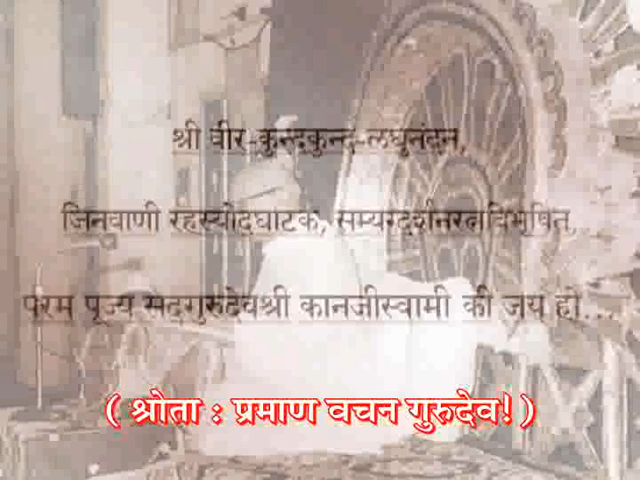 श्री वीर-कुन्दकुन्द-लघुनंदन,
जिनवाणी रहस्योद्घाटक, सम्यग्दर्शनरत्नविभूषित
परम पूज्य सद्गुरुदेवश्री कानजीस्वामी की जय हो....
( श्रोता : प्रमाण वचन गुरुदेव! )